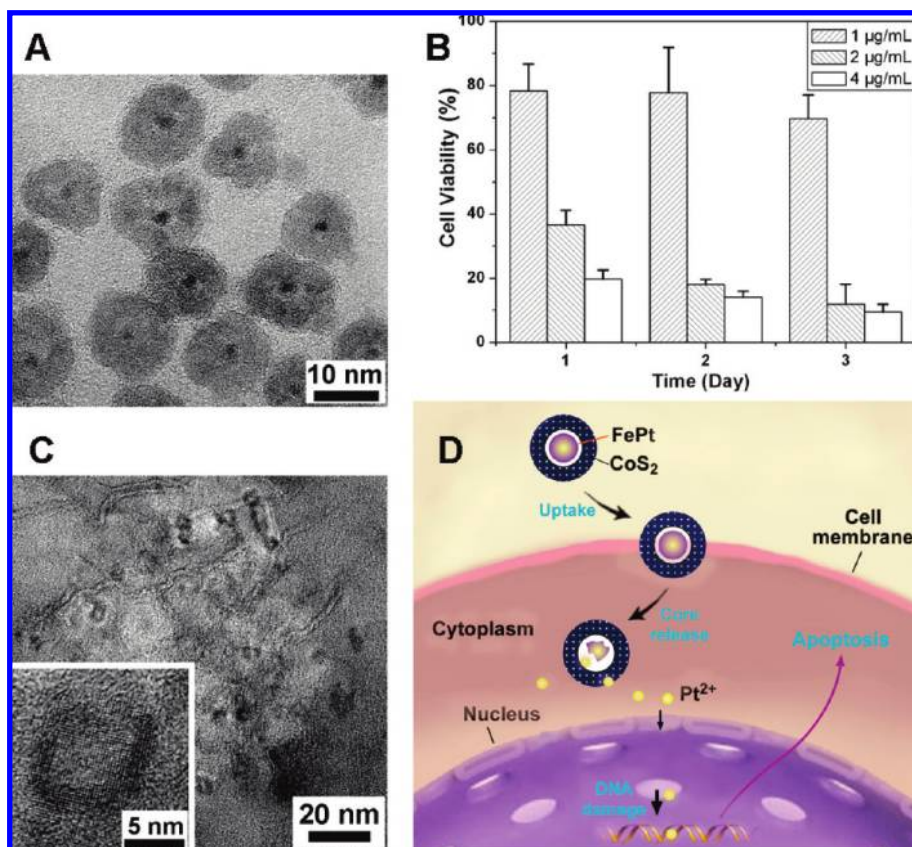 A
10 nm
B
100
80
60
40
20
0
Cell Viability (%)
1 µg/mL
2 µg/mL
4 µg/mL
1
2
3
Time (Day)
C
5 nm
20 nm
D
FePt
CoS₂
Uptake
Cell
membrane
Core
release
Cytoplasm
Apoptosis
Pt²⁺
Nucleus
DNA
damage